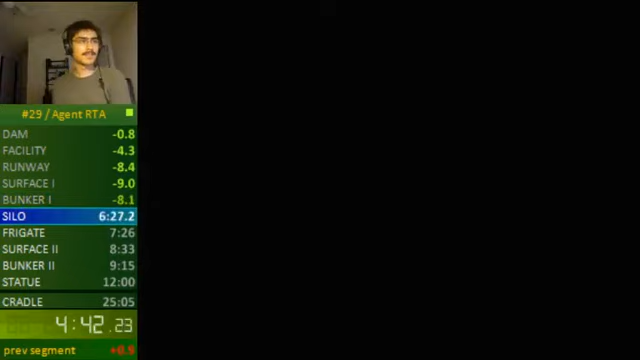 #29 / Agent RTA
DAM -0.8
FACILITY -4.3
RUNWAY -8.4
SURFACE I -9.0
BUNKER I -8.1
SILO 6:27.2
FRIGATE 7:26
SURFACE II 8:33
BUNKER II 9:15
STATUE 12:00
CRADLE 25:05
4:42.23
prev segment +0.9